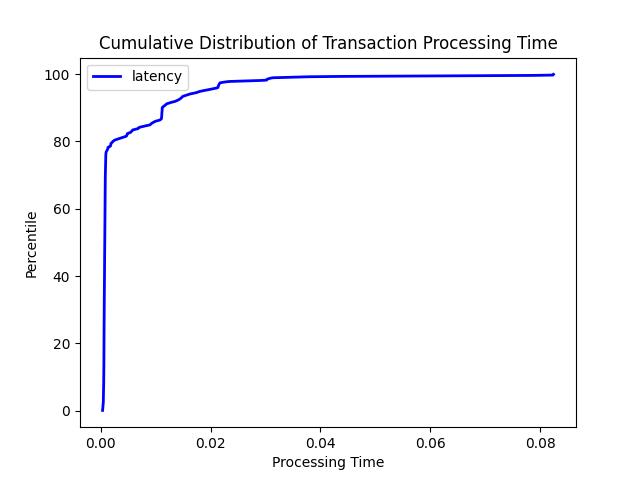 Cumulative Distribution of Transaction Processing Time
latency
100
80
60
40
20
0
Percentile
0.00 0.02 0.04 0.06 0.08
Processing Time